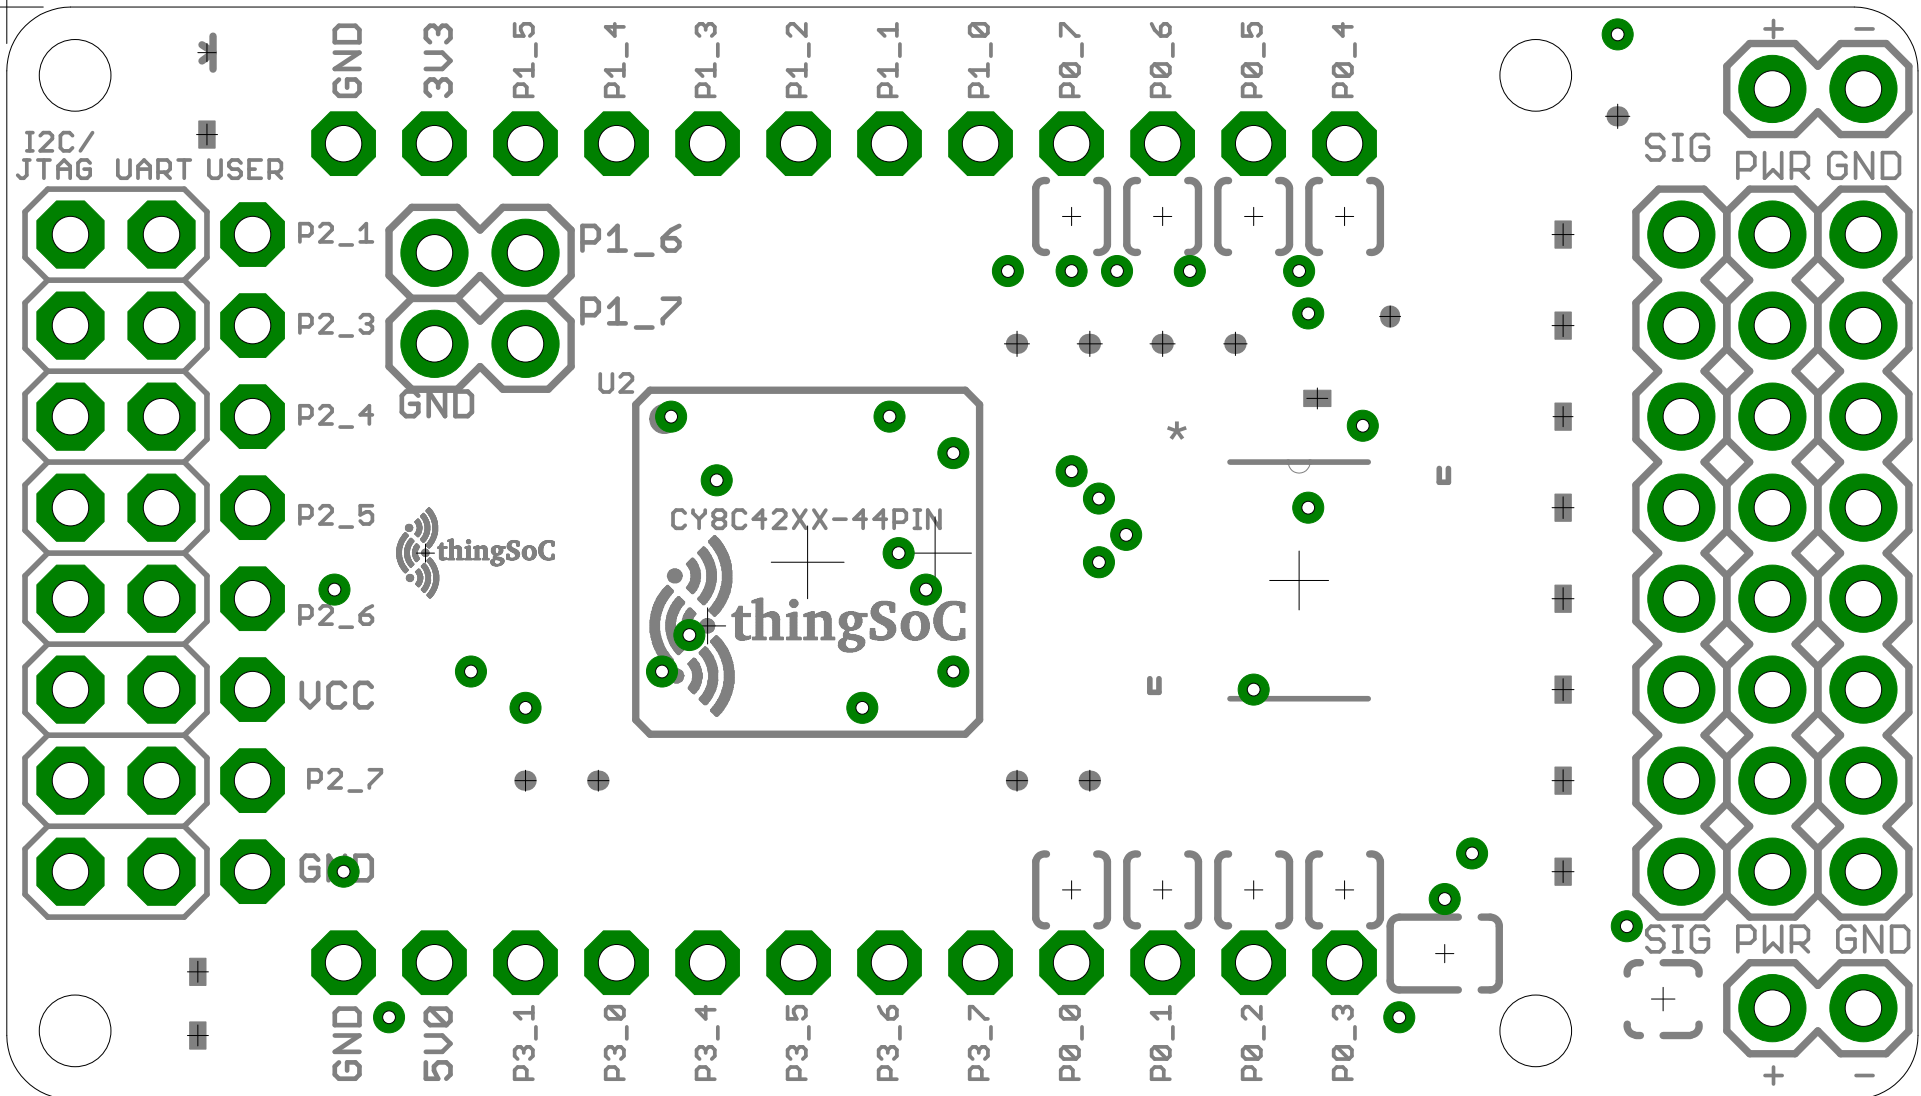 GND 3V3 P1_5 P1_4 P1_3 P1_2 P1_1 P1_0 P0_7 P0_6 P0_5 P0_4
+ -
I2C/
JTAG UART USER
SIG PWR GND
P2_1
P1_6
P2_3
P1_7
U2
GND
P2_4
*
P2_5
CY8C42XX-44PIN
thingSoC
P2_6
thingSoC
VCC
P2_7
GND
SIG PWR GND
GND 5V0 P3_1 P3_0 P3_4 P3_5 P3_6 P3_7 P0_0 P0_1 P0_2 P0_3
+ -